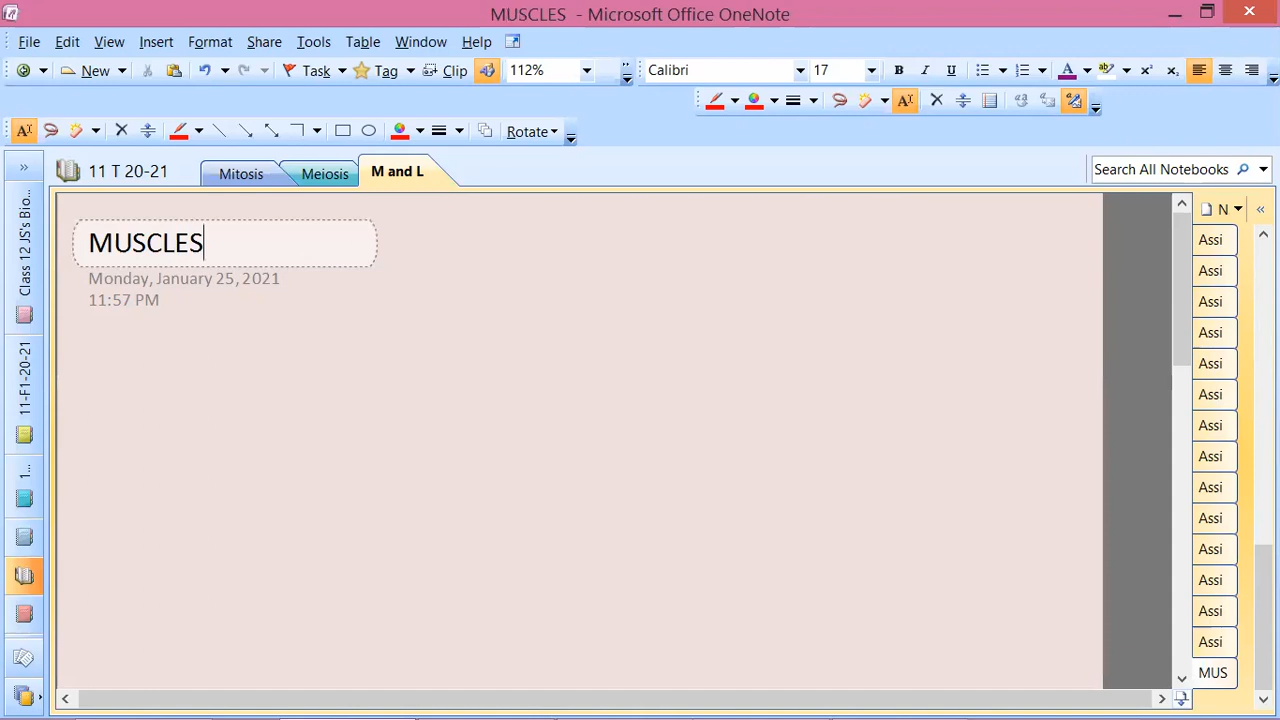 MUSCLES - Microsoft Office OneNote
File Edit View Insert Format Share Tools Table Window Help
New Task Tag Clip 112% Calibri 17 B I U
Rotate
11 T 20-21 Mitosis Meiosis M and L Search All Notebooks
Class 12 JS's Bio...
11-F1-20-21
1...
MUSCLES
Monday, January 25, 2021
11:57 PM
N
Assi
Assi
Assi
Assi
Assi
Assi
Assi
Assi
Assi
Assi
Assi
Assi
Assi
Assi
MUS